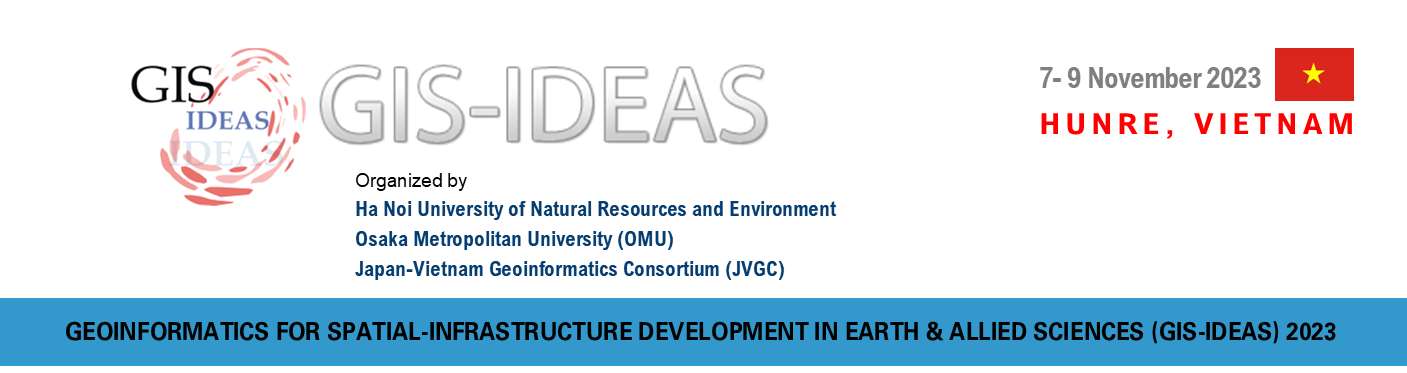 GIS
IDEAS
IDEAS
GIS-IDEAS
7- 9 November 2023
HUNRE, VIETNAM
Organized by
Ha Noi University of Natural Resources and Environment
Osaka Metropolitan University (OMU)
Japan-Vietnam Geoinformatics Consortium (JVGC)
GEOINFORMATICS FOR SPATIAL-INFRASTRUCTURE DEVELOPMENT IN EARTH & ALLIED SCIENCES (GIS-IDEAS) 2023